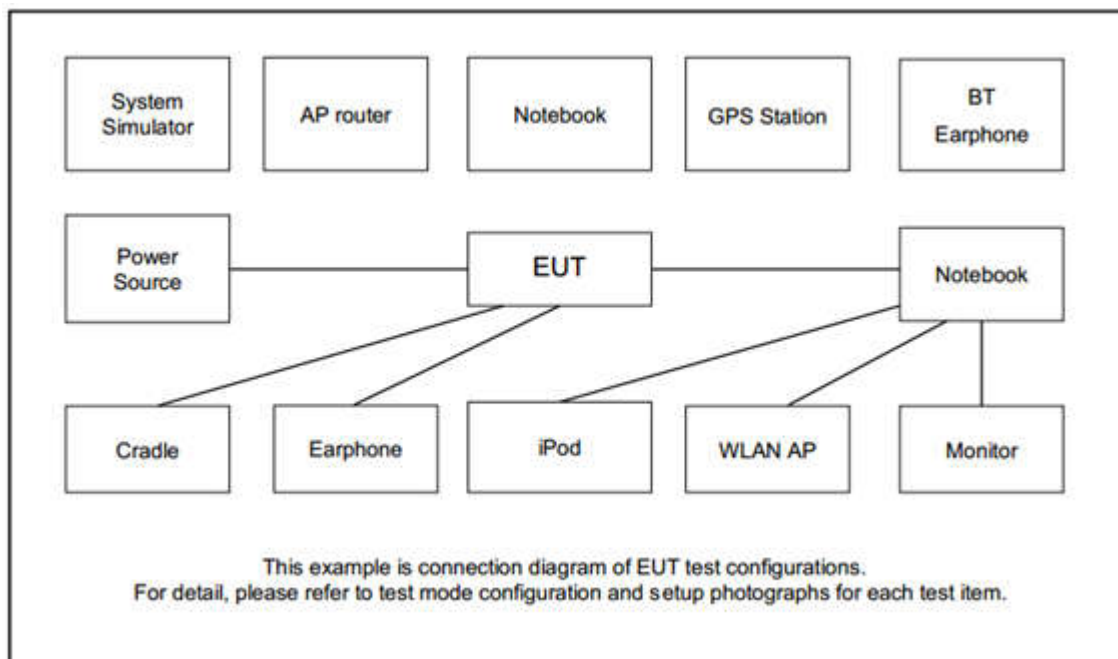 System
Simulator
AP router
Notebook
GPS Station
BT
Earphone
Power
Source
EUT
Notebook
Cradle
Earphone
iPod
WLAN AP
Monitor
This example is connection diagram of EUT test configurations.
For detail, please refer to test mode configuration and setup photographs for each test item.